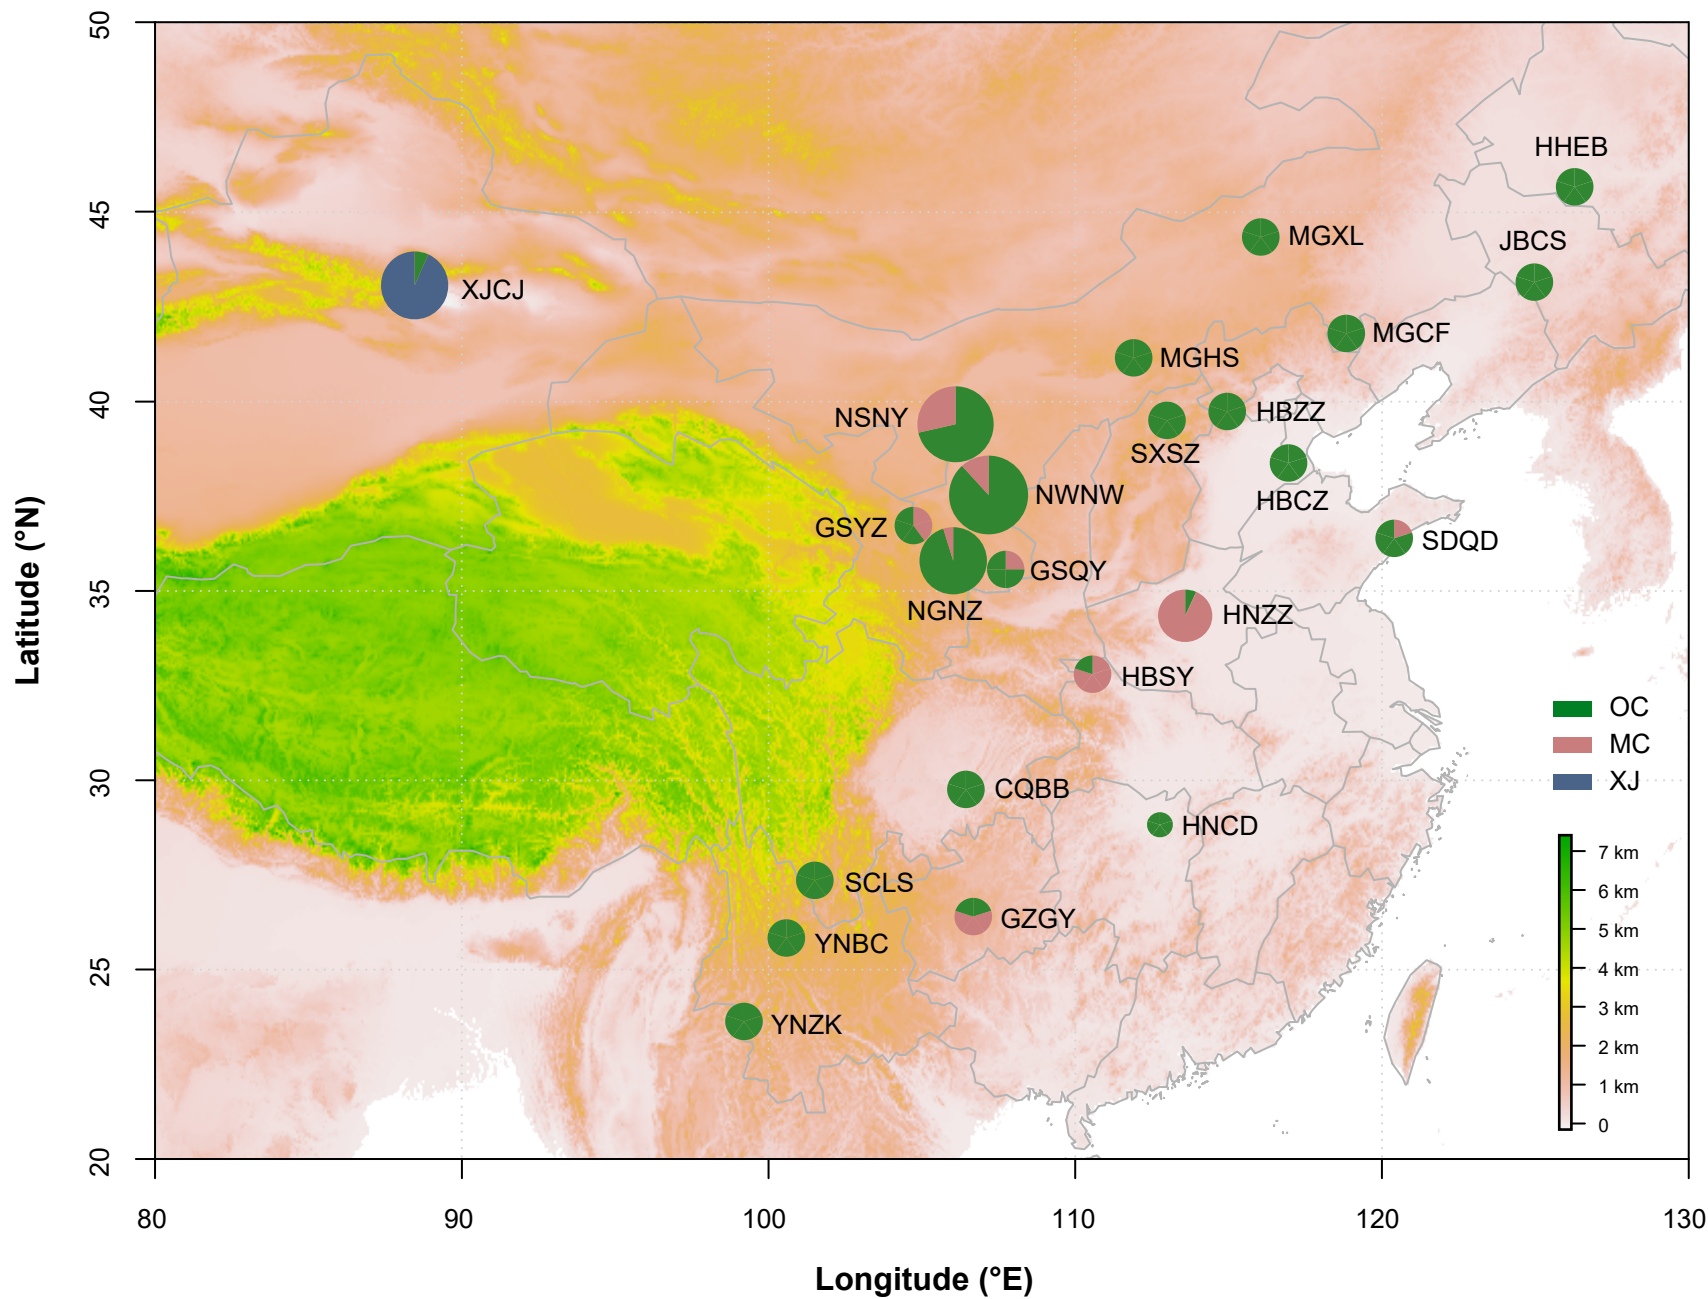 50
45
40
35
30
25
20
Latitude (°N)
HHEB
MGXL
JBCS
XJCJ
MGCF
MGHS
NSNY
HBZZ
SXSZ
NWNW
HBCZ
GSYZ
SDQD
GSQY
NGNZ
HNZZ
HBSY
OC
MC
XJ
CQBB
HNCD
SCLS
GZGY
YNBC
YNZK
7 km
6 km
5 km
4 km
3 km
2 km
1 km
0
80
90
100
110
120
130
Longitude (°E)